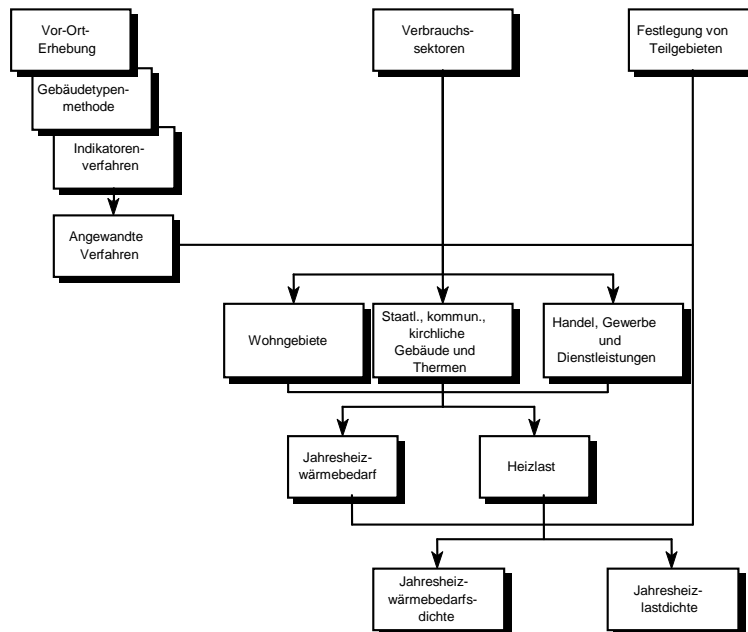 Vor-Ort-
Erhebung
Verbrauchs-
sektoren
Festlegung von
Teilgebieten
Gebäudetypen-
methode
Indikatoren-
verfahren
Angewandte
Verfahren
Wohngebiete
Staatl., kommun.,
kirchliche
Gebäude und
Thermen
Handel, Gewerbe
und
Dienstleistungen
Jahresheiz-
wärmebedarf
Heizlast
Jahresheiz-
wärmebedarfs-
dichte
Jahresheiz-
lastdichte